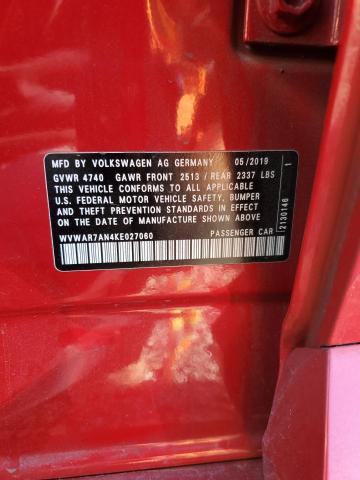 MFD BY VOLKSWAGEN AG GERMANY 05/2019
GVWR 4740 GAWR FRONT 2513 / REAR 2337 LBS
THIS VEHICLE CONFORMS TO ALL APPLICABLE
U.S. FEDERAL MOTOR VEHICLE SAFETY, BUMPER
AND THEFT PREVENTION STANDARDS IN EFFECT
ON THE DATE OF MANUFACTURE SHOWN ABOVE
WVWAR7AN4KE027060 PASSENGER CAR
2130146 1